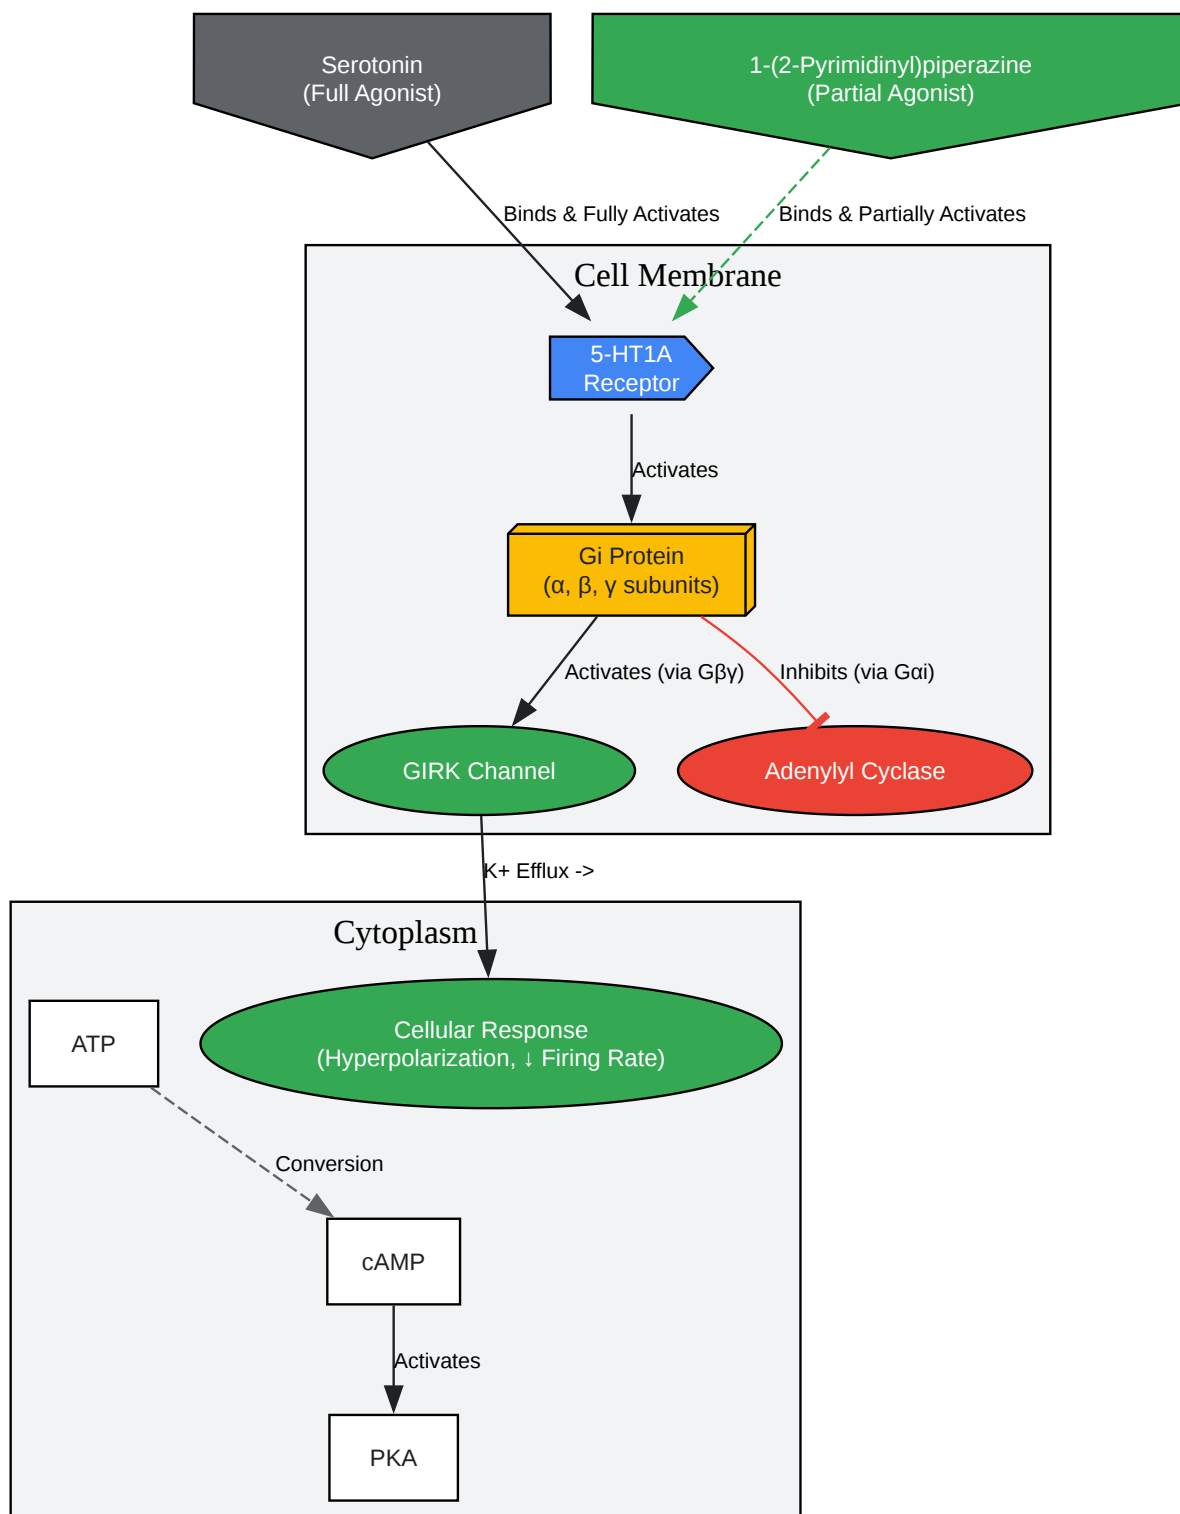 Serotonin
(Full Agonist)
1-(2-Pyrimidinyl)piperazine
(Partial Agonist)
Binds & Fully Activates
Binds & Partially Activates
Cell Membrane
5-HT1A
Receptor
Activates
Gi Protein
(α, β, γ subunits)
Activates (via Gβγ)
Inhibits (via Gαi)
GIRK Channel
Adenylyl Cyclase
K+ Efflux ->
Cytoplasm
ATP
Cellular Response
(Hyperpolarization, ↓ Firing Rate)
Conversion
cAMP
Activates
PKA